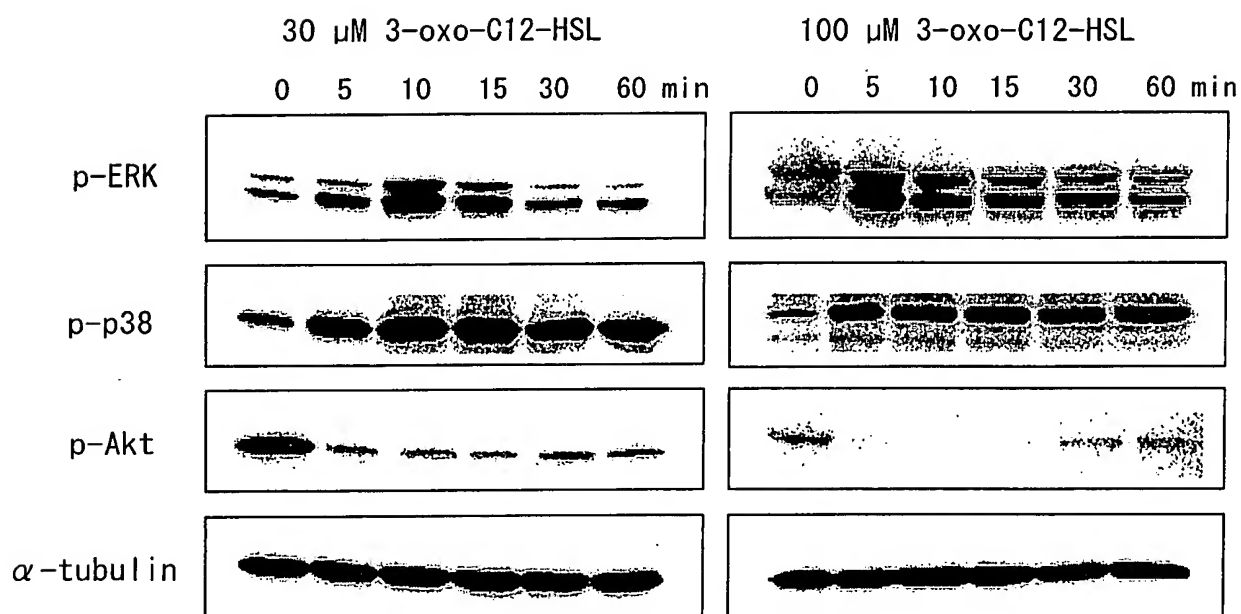 30 μM 3-oxo-C12-HSL 100 μM 3-oxo-C12-HSL
0 5 10 15 30 60 min 0 5 10 15 30 60 min
p-ERK
p-p38
p-Akt
α-tubulin